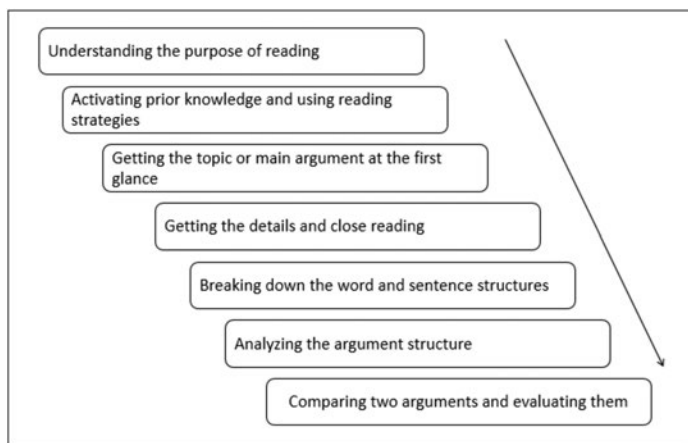 Understanding the purpose of reading
Activating prior knowledge and using reading
strategies
Getting the topic or main argument at the first
glance
Getting the details and close reading
Breaking down the word and sentence structures
Analyzing the argument structure
Comparing two arguments and evaluating them